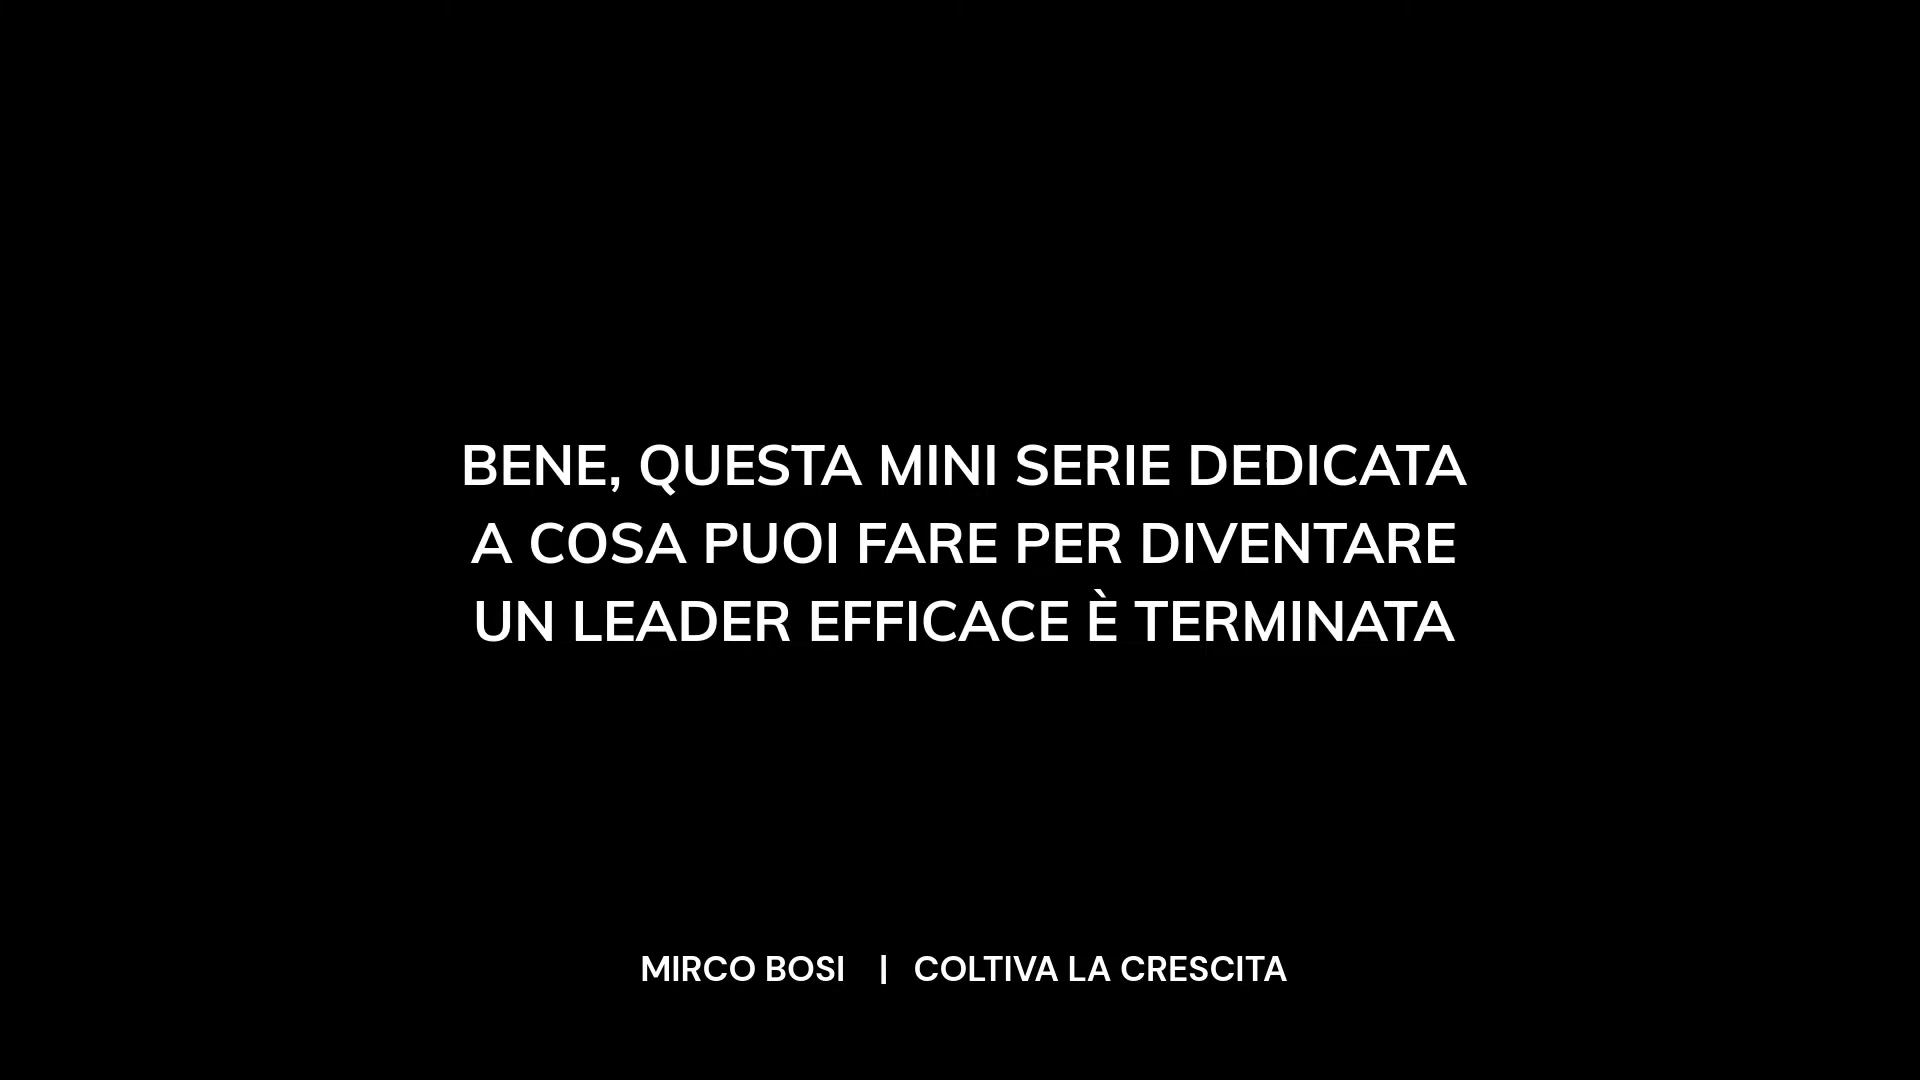 BENE, QUESTA MINI SERIE DEDICATA
A COSA PUOI FARE PER DIVENTARE
UN LEADER EFFICACE È TERMINATA
MIRCO BOSI | COLTIVA LA CRESCITA